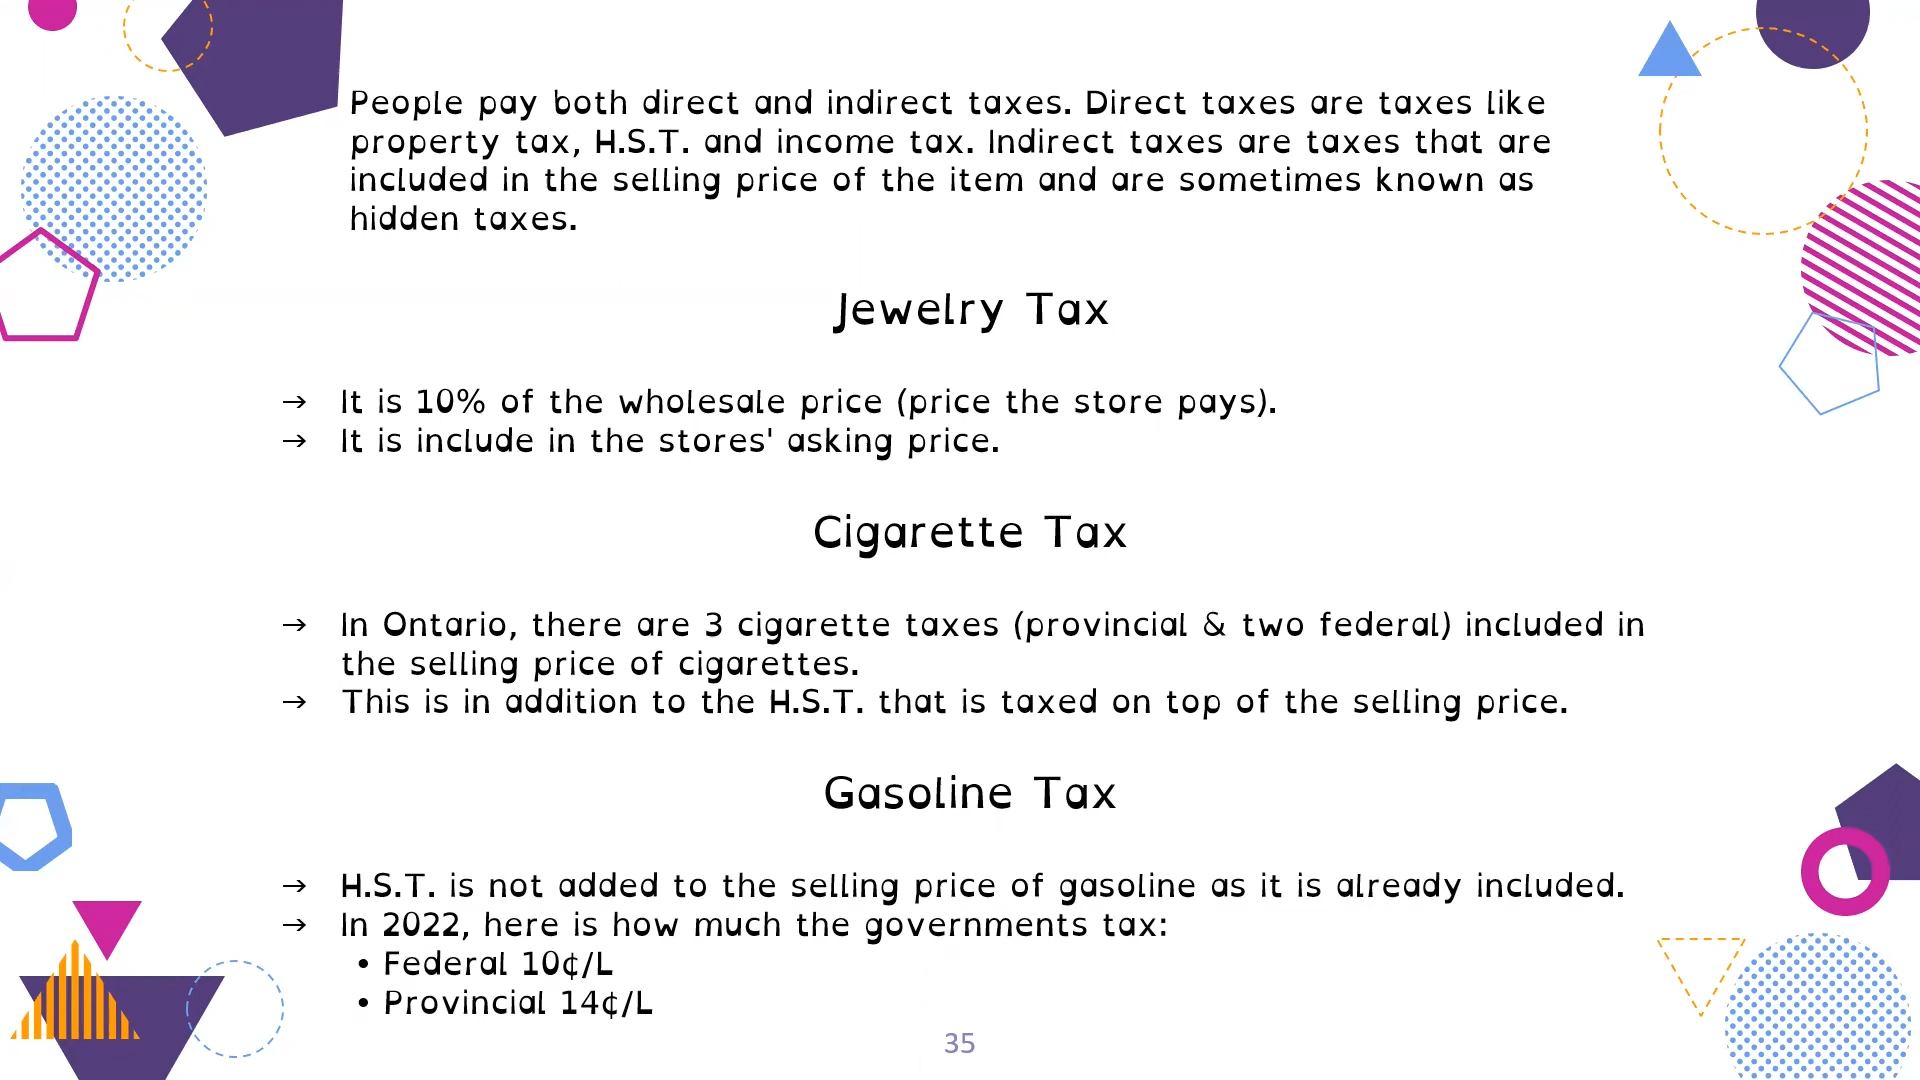 People pay both direct and indirect taxes. Direct taxes are taxes like
property tax, H.S.T. and income tax. Indirect taxes are taxes that are
included in the selling price of the item and are sometimes known as
hidden taxes.
Jewelry Tax
→ It is 10% of the wholesale price (price the store pays).
→ It is include in the stores' asking price.
Cigarette Tax
→ In Ontario, there are 3 cigarette taxes (provincial & two federal) included in
the selling price of cigarettes.
→ This is in addition to the H.S.T. that is taxed on top of the selling price.
Gasoline Tax
→ H.S.T. is not added to the selling price of gasoline as it is already included.
→ In 2022, here is how much the governments tax:
• Federal 10¢/L
• Provincial 14¢/L
35